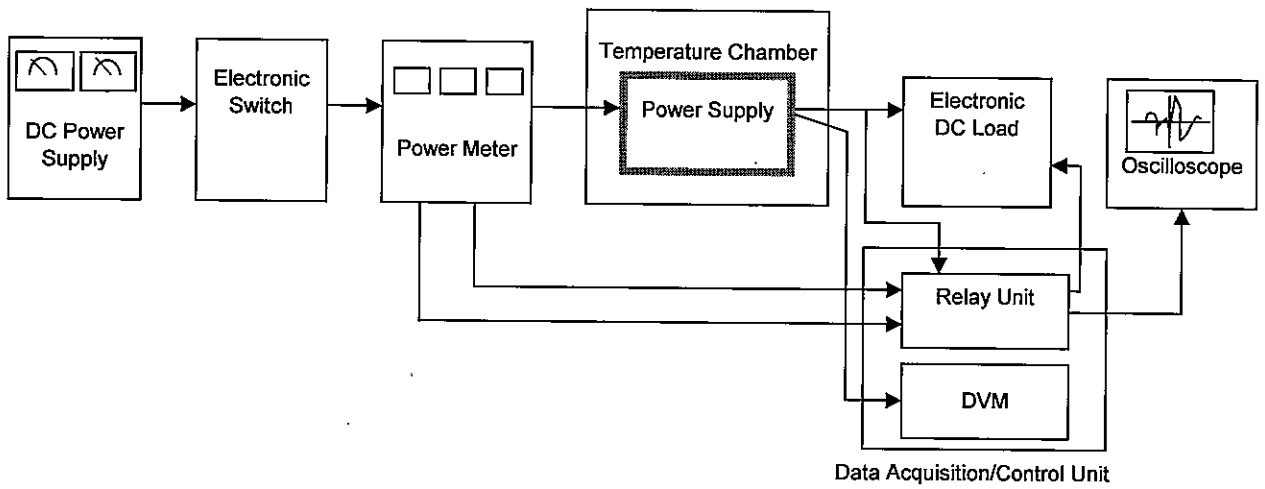 DC Power
Supply
Electronic
Switch
Power Meter
Temperature Chamber
Power Supply
Electronic
DC Load
Oscilloscope
Relay Unit
DVM
Data Acquisition/Control Unit